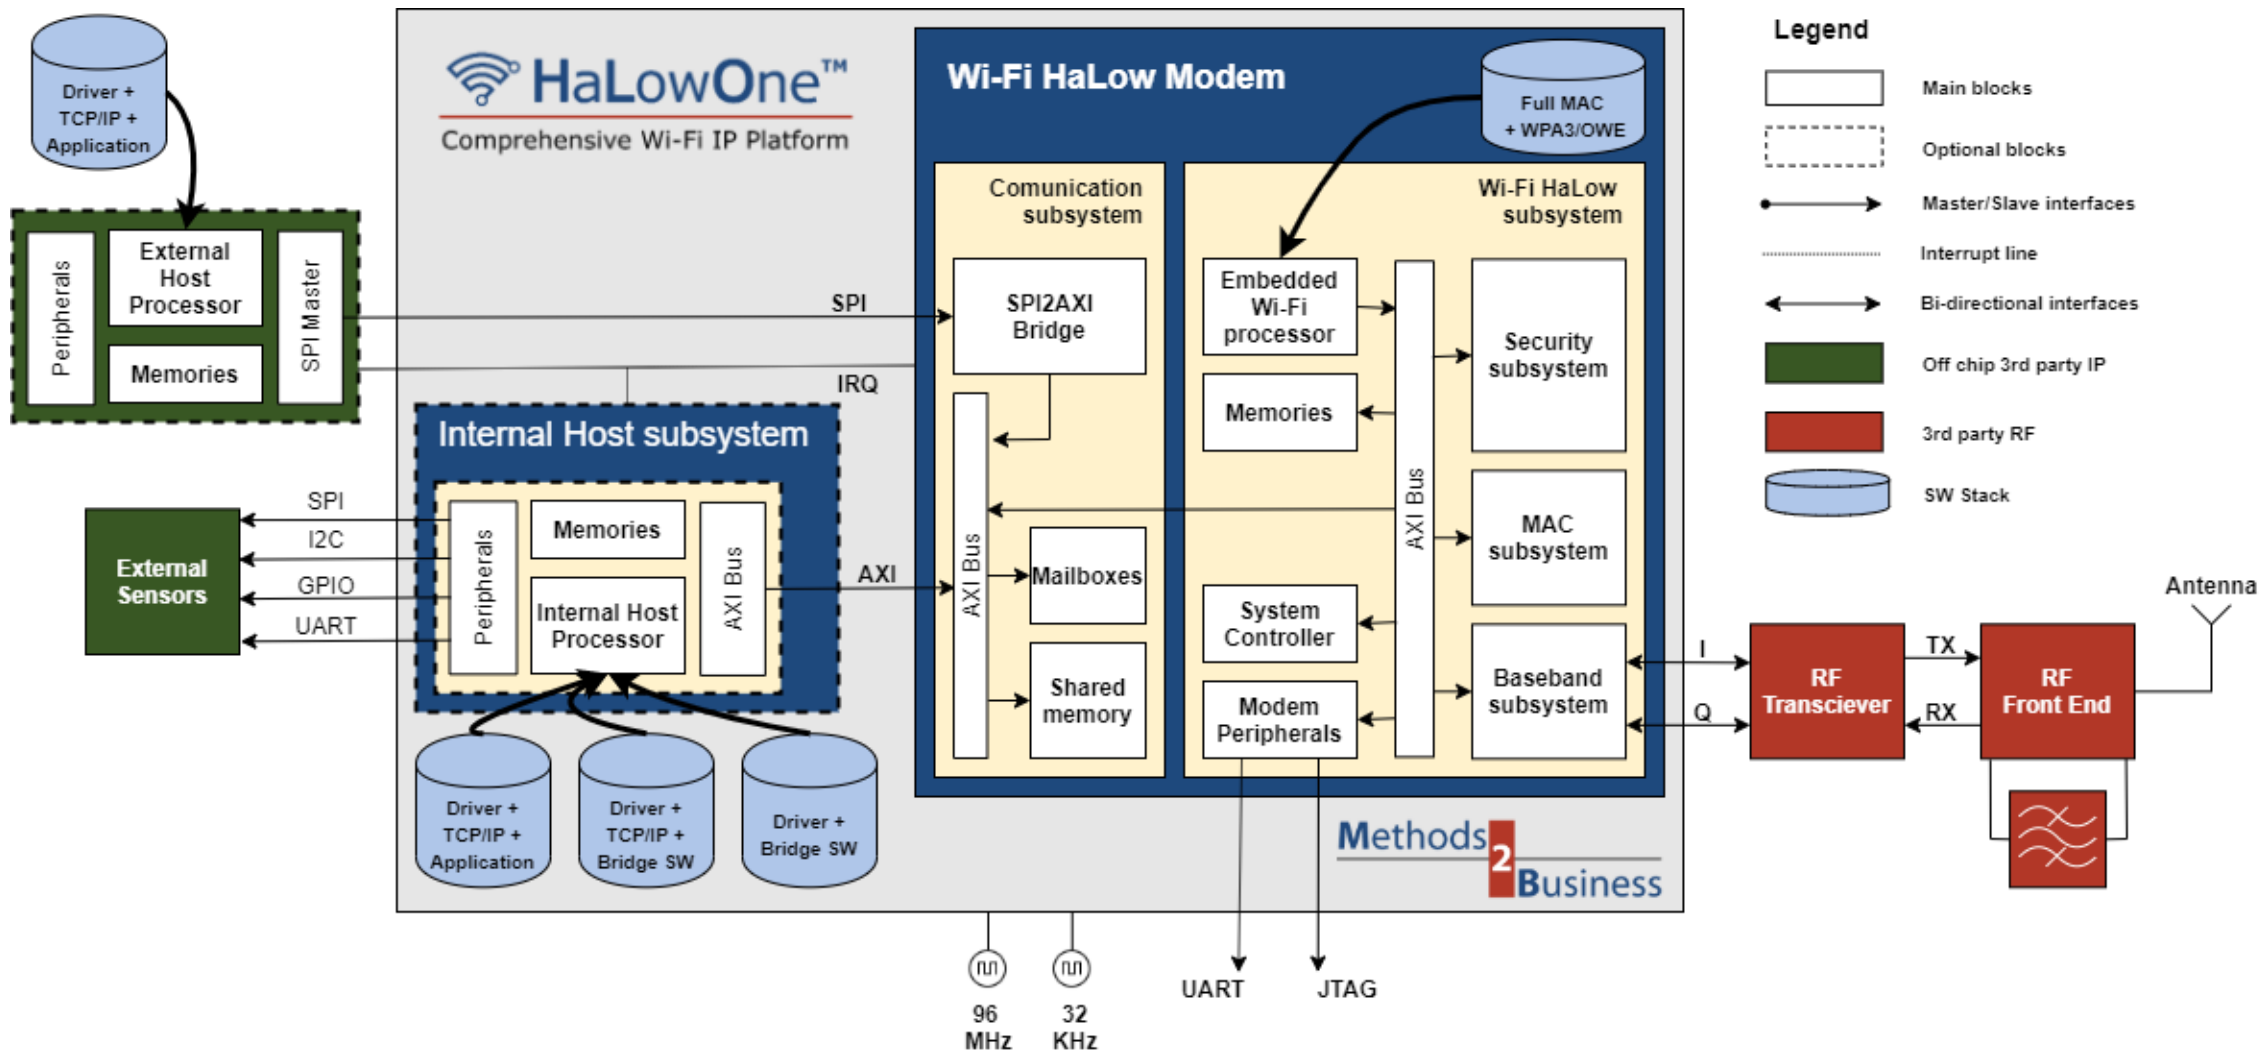 Driver +
TCP/IP +
Application
External
Host
Processor
Peripherals
SPI Master
Memories
HaLowOne™
Comprehensive Wi-Fi IP Platform
Wi-Fi HaLow Modem
Full MAC
+ WPA3/OWE
Comunication
subsystem
Wi-Fi HaLow
subsystem
SPI
SPI2AXI
Bridge
IRQ
Embedded
Wi-Fi
processor
Memories
AXI Bus
Security
subsystem
MAC
subsystem
System
Controller
Baseband
subsystem
Modem
Peripherals
AXI Bus
Mailboxes
Shared
memory
AXI
Internal Host subsystem
Peripherals
Memories
Internal Host
Processor
AXI Bus
SPI
I2C
GPIO
UART
External
Sensors
Driver +
TCP/IP +
Application
Driver +
TCP/IP +
Bridge SW
Driver +
Bridge SW
Methods
2
Business
96
MHz
32
KHz
UART
JTAG
I
Q
RF
Transciever
TX
RX
RF
Front End
Antenna
Legend
Main blocks
Optional blocks
Master/Slave interfaces
Interrupt line
Bi-directional interfaces
Off chip 3rd party IP
3rd party RF
SW Stack